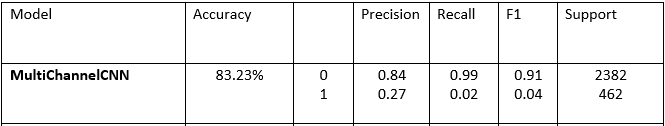 Model Accuracy Precision Recall F1 Support
MultiChannelCNN 83.23% 0 0.84 0.99 0.91 2382
1 0.27 0.02 0.04 462